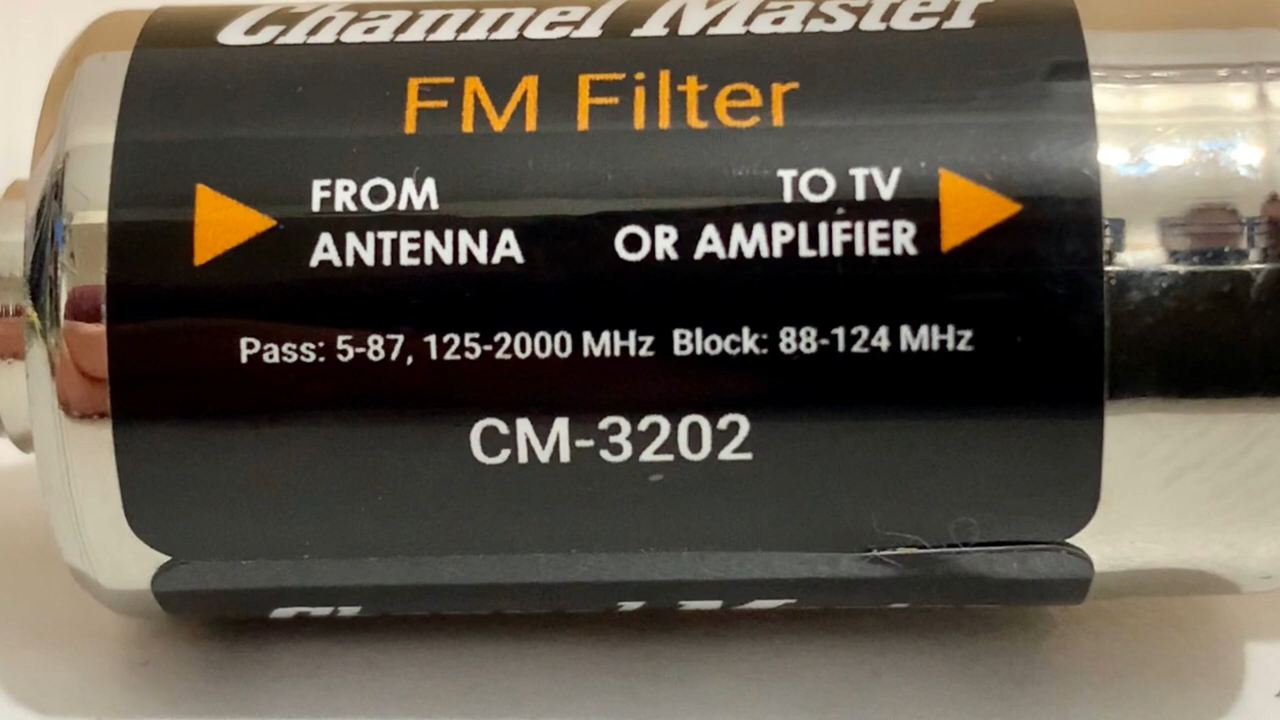 Channel Master
FM Filter
FROM
ANTENNA
TO TV
OR AMPLIFIER
Pass: 5-87, 125-2000 MHz Block: 88-124 MHz
CM-3202